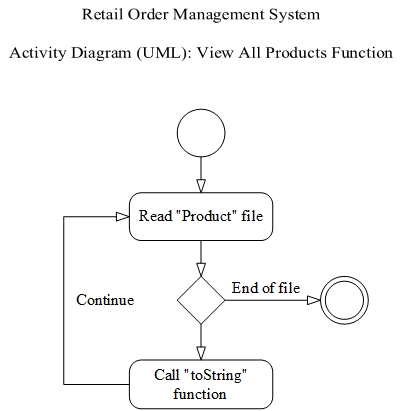 Retail Order Management System
Activity Diagram (UML): View All Products Function
Read "Product" file
End of file
Continue
Call "toString"
function